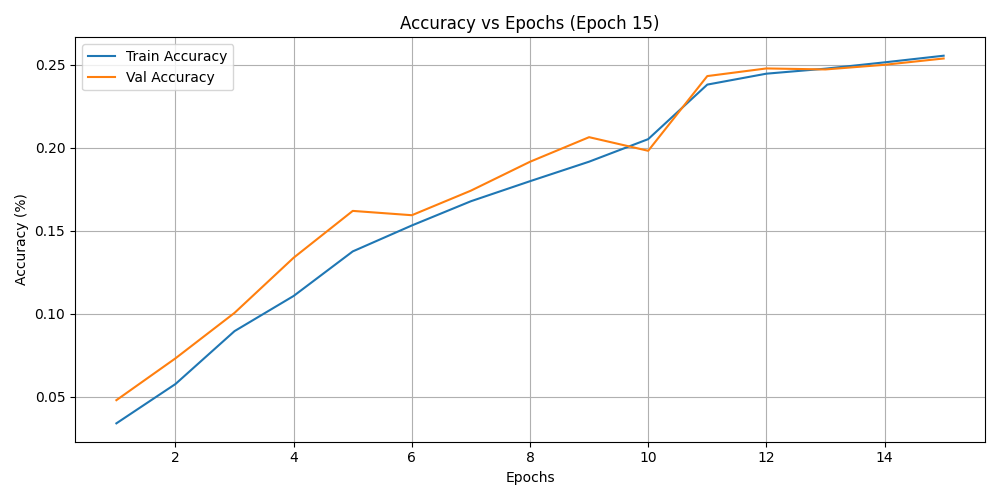 Accuracy vs Epochs (Epoch 15)
Train Accuracy
Val Accuracy
Accuracy (%)
0.25
0.20
0.15
0.10
0.05
2 4 6 8 10 12 14
Epochs